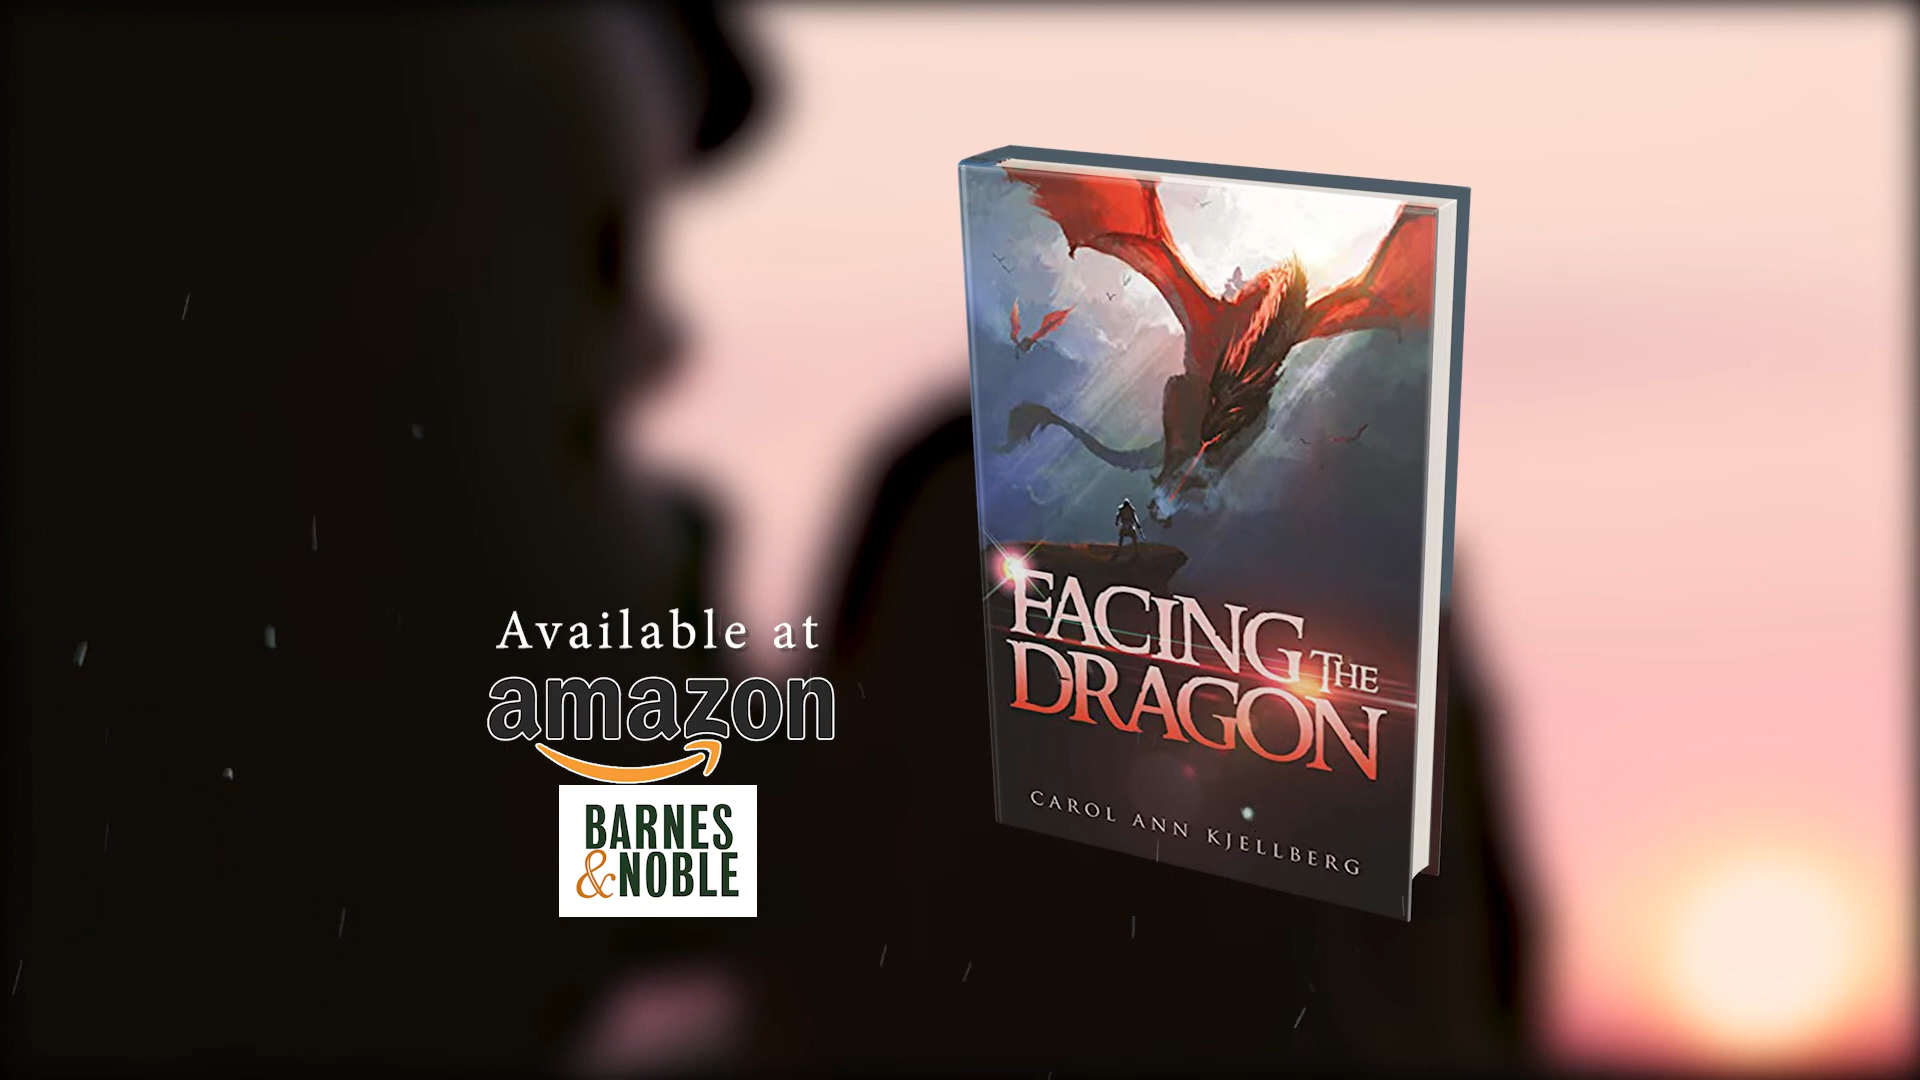 Available at
amazon
BARNES
&NOBLE
FACING THE
DRAGON
CAROL ANN KJELLBERG